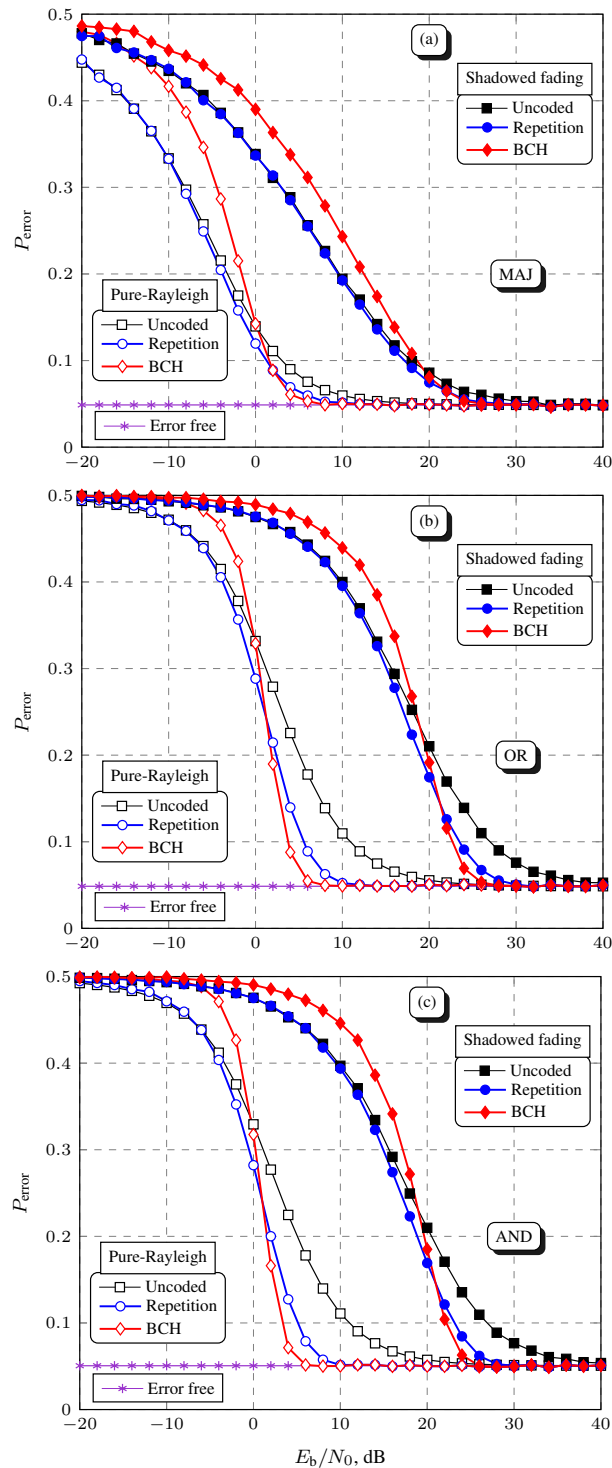 (a)
0.5
Shadowed fading
Uncoded
Repetition
BCH
0.4
0.3
P_error
MAJ
0.2
Pure-Rayleigh
Uncoded
Repetition
BCH
0.1
Error free
0
−20 −10 0 10 20 30 40
(b)
0.5
Shadowed fading
Uncoded
Repetition
BCH
0.4
0.3
P_error
OR
0.2
Pure-Rayleigh
Uncoded
Repetition
BCH
0.1
Error free
0
−20 −10 0 10 20 30 40
(c)
0.5
Shadowed fading
Uncoded
Repetition
BCH
0.4
0.3
P_error
AND
0.2
Pure-Rayleigh
Uncoded
Repetition
BCH
0.1
Error free
0
−20 −10 0 10 20 30 40
E_b/N_0, dB